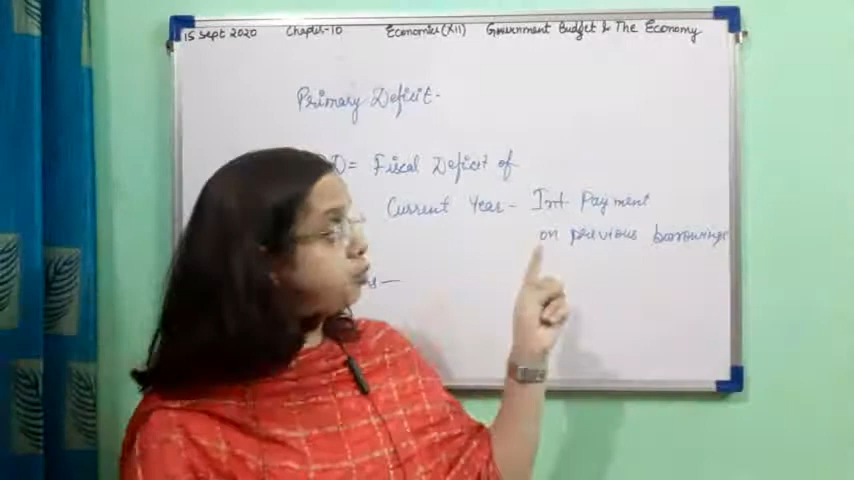 15 Sept 2020 Chapter-10 Economics (XII) Government Budget & The Economy
Primary Deficit-
D = Fiscal Deficit of
Current Year - Int. Payment
on previous borrowings